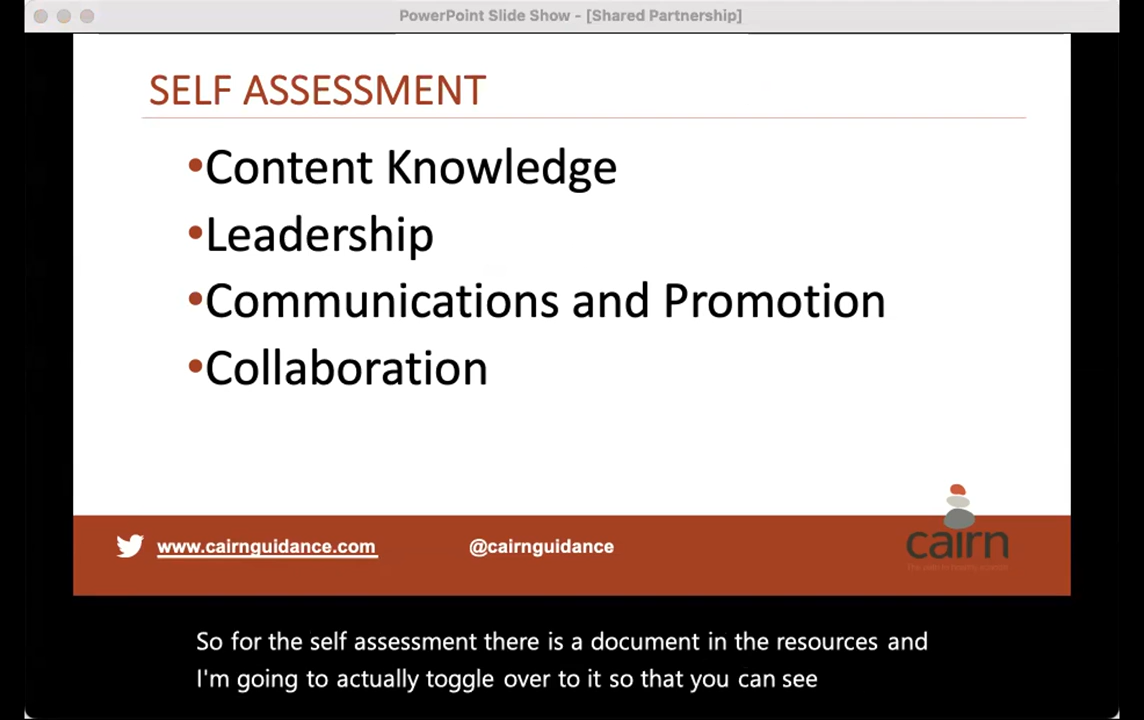 PowerPoint Slide Show - [Shared Partnership]
SELF ASSESSMENT
•Content Knowledge
•Leadership
•Communications and Promotion
•Collaboration
www.cairnguidance.com @cairnguidance
cairn
So for the self assessment there is a document in the resources and
I'm going to actually toggle over to it so that you can see